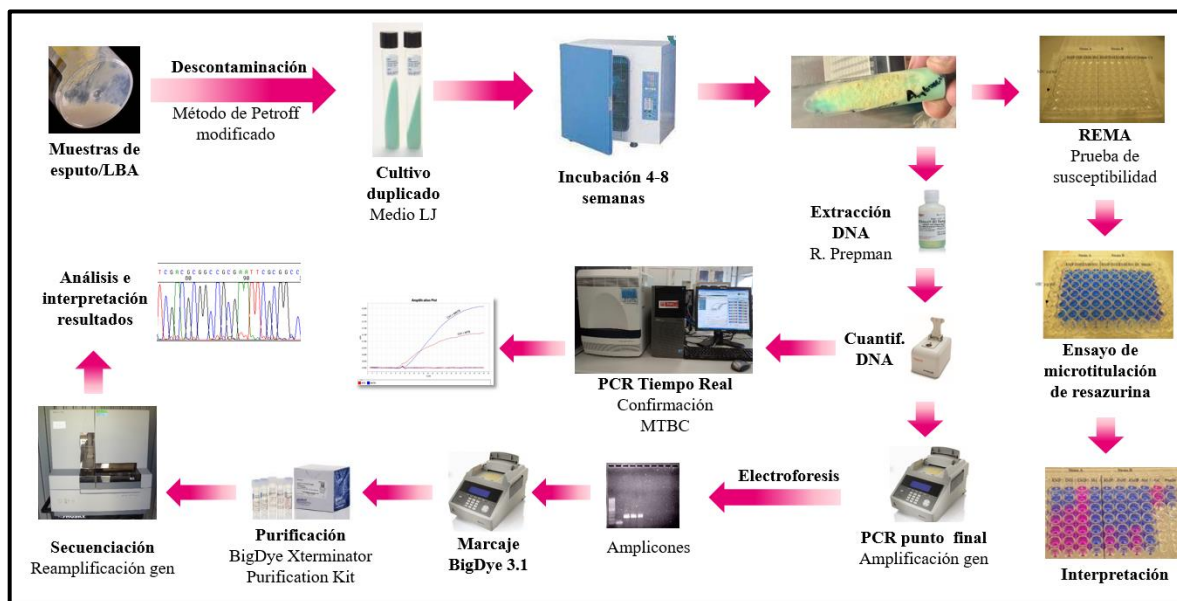 Descontaminación
Método de Petroff
modificado
Muestras de
esputo/LBA
Cultivo
duplicado
Medio LJ
Incubación 4-8
semanas
REMA
Prueba de
susceptibilidad
Extracción
DNA
R. Prepman
Ensayo de
microtitulación
de resazurina
Interpretación
Cuantif.
DNA
PCR Tiempo Real
Confirmación
MTBC
PCR punto final
Amplificación gen
Electroforesis
Amplicones
Marcaje
BigDye 3.1
Purificación
BigDye Xterminator
Purification Kit
Secuenciación
Reamplificación gen
Análisis e
interpretación
resultados
TCGACGCGGCCGCGAATTCGCGGCC
Amplification Plot